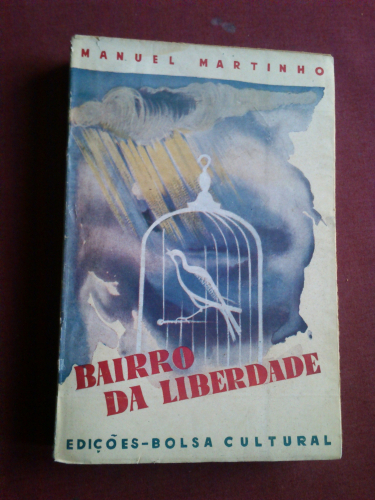 MANUEL MARTINHO
BAIRRO
DA LIBERDADE
EDIÇÕES-BOLSA CULTURAL